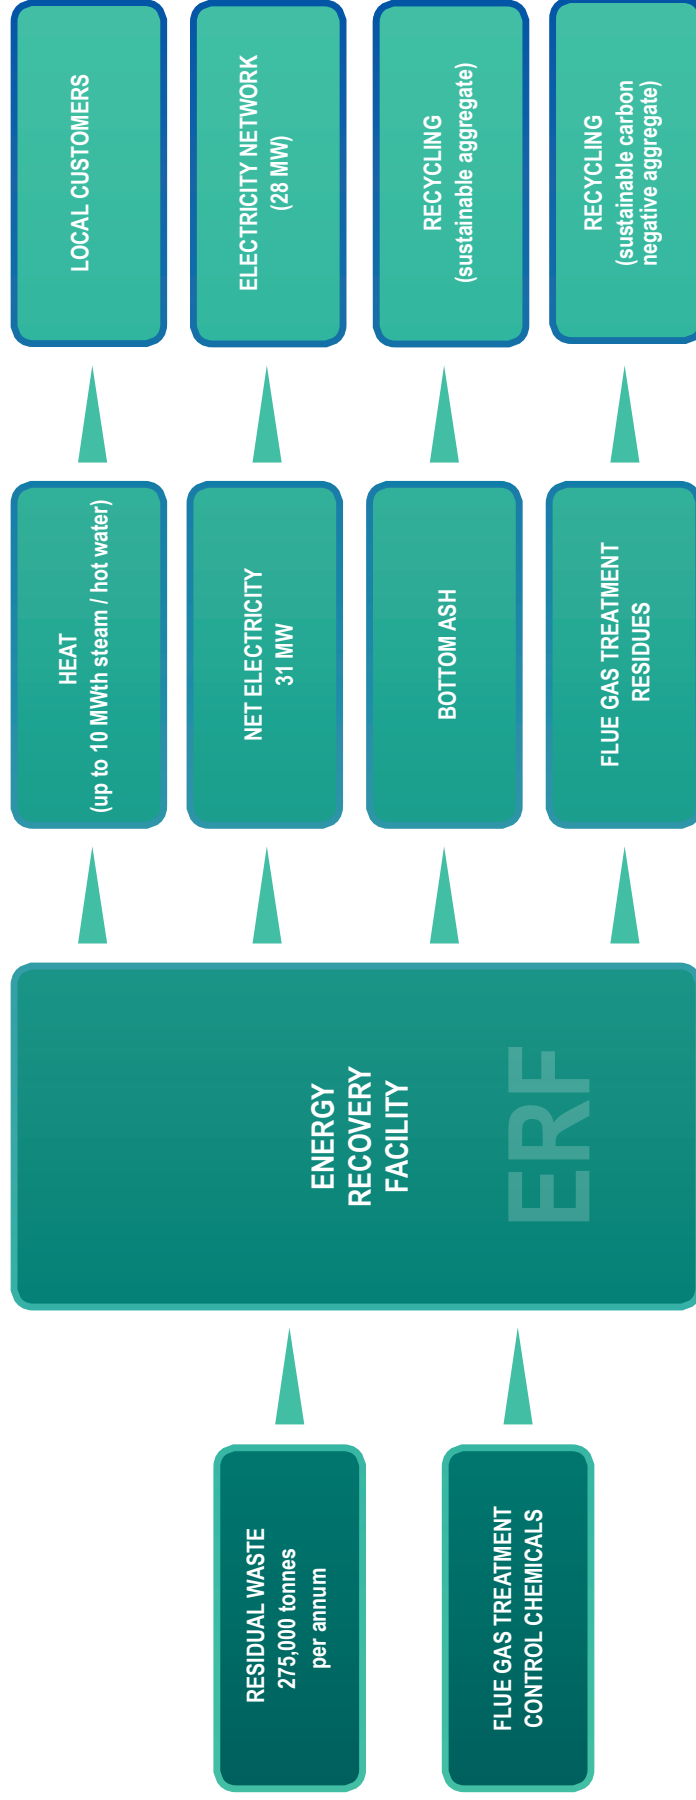 RESIDUAL WASTE
275,000 tonnes
per annum
FLUE GAS TREATMENT
CONTROL CHEMICALS
ENERGY
RECOVERY
FACILITY
ERF
HEAT
(up to 10 MWth steam / hot water)
NET ELECTRICITY
31 MW
BOTTOM ASH
FLUE GAS TREATMENT
RESIDUES
LOCAL CUSTOMERS
ELECTRICITY NETWORK
(28 MW)
RECYCLING
(sustainable aggregate)
RECYCLING
(sustainable carbon
negative aggregate)